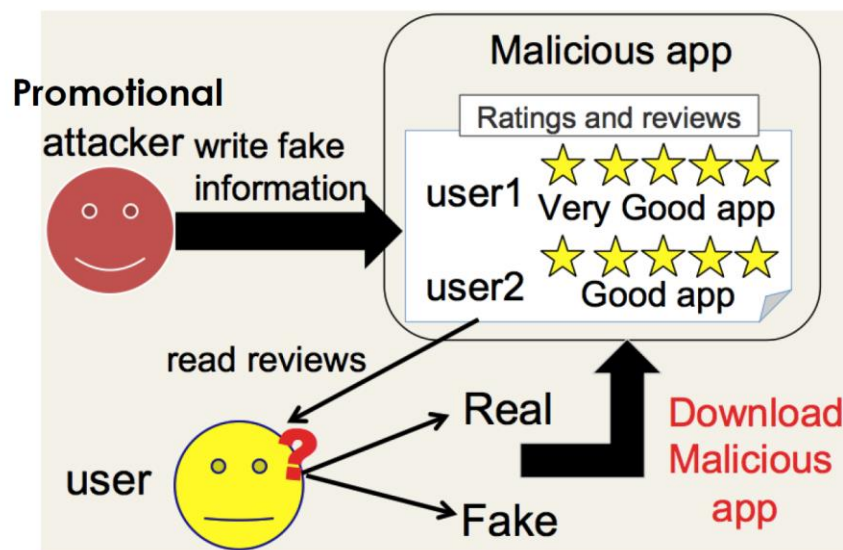 Malicious app
Promotional
attacker
write fake
information
Ratings and reviews
user1
Very Good app
user2
Good app
read reviews
user
?
Real
Fake
Download
Malicious
app